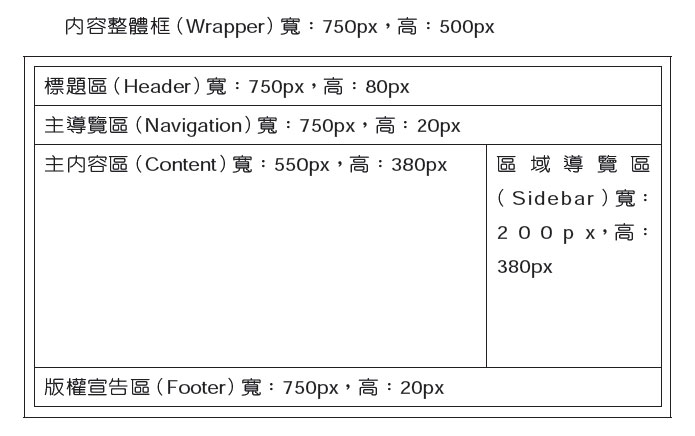 內容整體框（Wrapper）寬：750px，高：500px
標題區（Header）寬：750px，高：80px
主導覽區（Navigation）寬：750px，高：20px
主內容區（Content）寬：550px，高：380px
區域導覽區
（Sidebar）寬：
200px，高：
380px
版權宣告區（Footer）寬：750px，高：20px